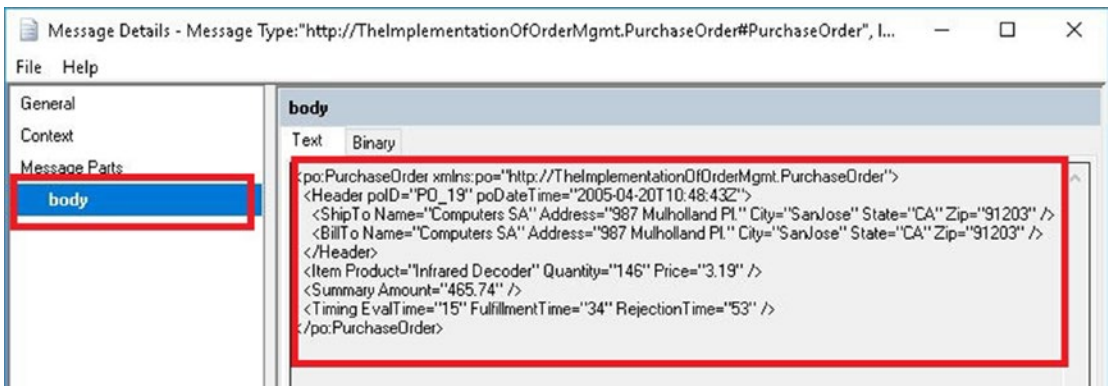 Message Details - Message Type:"http://TheImplementationOfOrderMgmt.PurchaseOrder#PurchaseOrder", I...
File Help
General
Context
Message Parts
body
body
Text Binary
<po:PurchaseOrder xmlns:po="http://TheImplementationOfOrderMgmt.PurchaseOrder">
<Header poID="PO_19" poDateTime="2005-04-20T10:48:43Z">
<ShipTo Name="Computers SA" Address="987 Mulholland Pl." City="SanJose" State="CA" Zip="91203" />
<BillTo Name="Computers SA" Address="987 Mulholland Pl." City="SanJose" State="CA" Zip="91203" />
</Header>
<Item Product="Infrared Decoder" Quantity="146" Price="3.19" />
<Summary Amount="465.74" />
<Timing EvalTime="15" FulfillmentTime="34" RejectionTime="53" />
</po:PurchaseOrder>